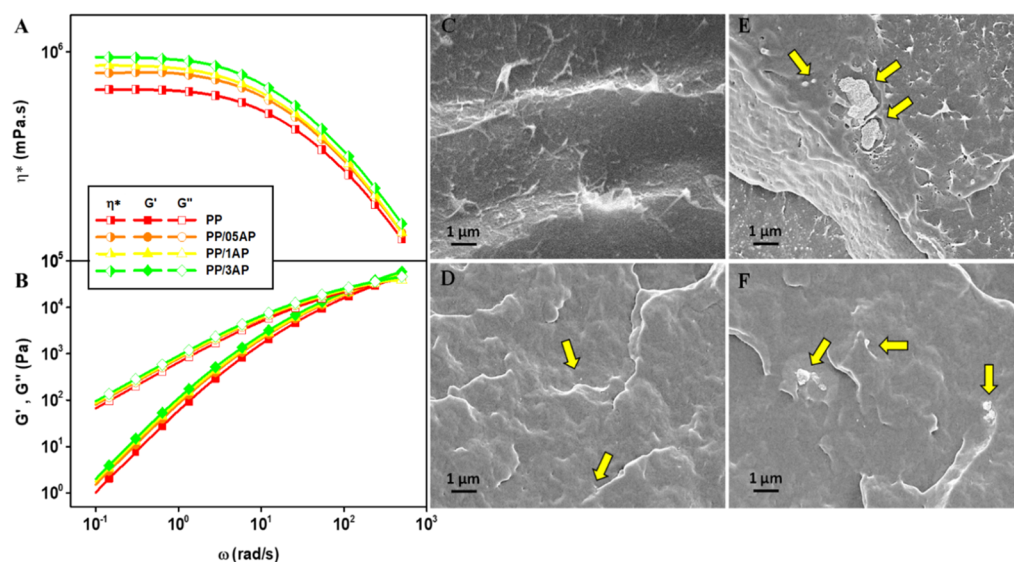 A
10⁶
η* (mPa.s)
η* G' G"
PP
PP/05AP
PP/1AP
PP/3AP
10⁵
B
10⁴
10³
10²
10¹
10⁰
G' , G" (Pa)
10⁻¹ 10⁰ 10¹ 10² 10³
ω (rad/s)
C
1 µm
E
1 µm
D
1 µm
F
1 µm